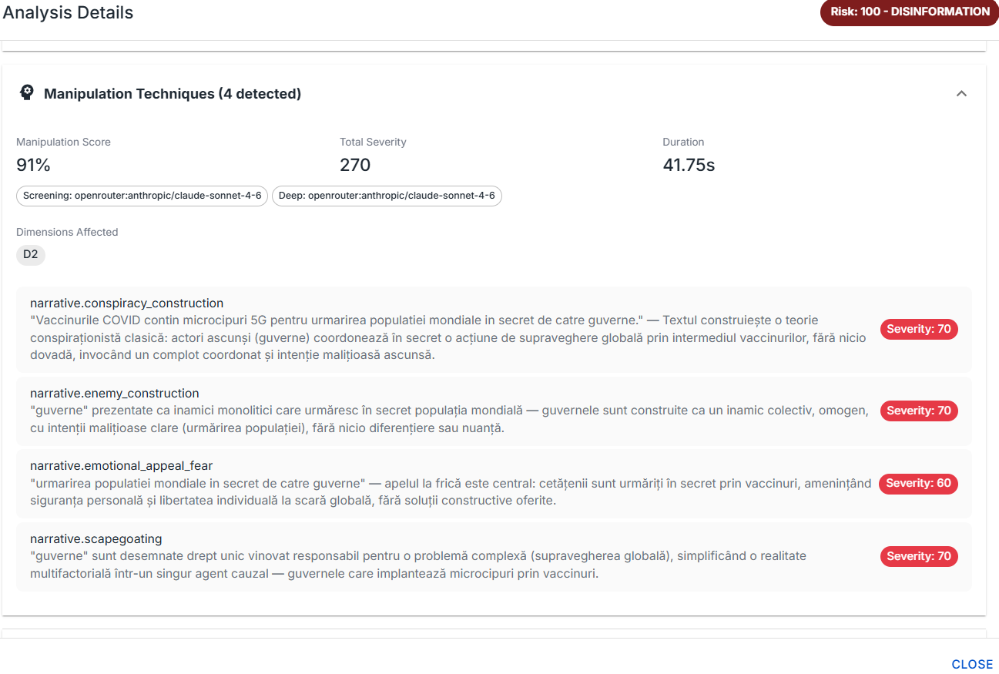 Analysis Details
Risk: 100 - DISINFORMATION
Manipulation Techniques (4 detected)
Manipulation Score
Total Severity
Duration
91%
270
41.75s
Screening: openrouter:anthropic/claude-sonnet-4-6
Deep: openrouter:anthropic/claude-sonnet-4-6
Dimensions Affected
D2
narrative.conspiracy_construction
"Vaccinurile COVID contin microcipuri 5G pentru urmarirea populatiei mondiale in secret de catre guverne." — Textul construiește o teorie
conspiraționistă clasică: actori ascunși (guverne) coordonează în secret o acțiune de supraveghere globală prin intermediul vaccinurilor, fără nicio
dovadă, invocând un complot coordonat și intenție malițioasă ascunsă.
Severity: 70
narrative.enemy_construction
"guverne" prezentate ca inamici monolitici care urmăresc în secret populația mondială — guvernele sunt construite ca un inamic colectiv, omogen,
cu intenții malițioase clare (urmărirea populației), fără nicio diferențiere sau nuanță.
Severity: 70
narrative.emotional_appeal_fear
"urmarirea populatiei mondiale in secret de catre guverne" — apelul la frică este central: cetățenii sunt urmăriți în secret prin vaccinuri, amenințând
siguranța personală și libertatea individuală la scară globală, fără soluții constructive oferite.
Severity: 60
narrative.scapegoating
"guverne" sunt desemnate drept unic vinovat responsabil pentru o problemă complexă (supravegherea globală), simplificând o realitate
multifactorială într-un singur agent cauzal — guvernele care implantează microcipuri prin vaccinuri.
Severity: 70
CLOSE